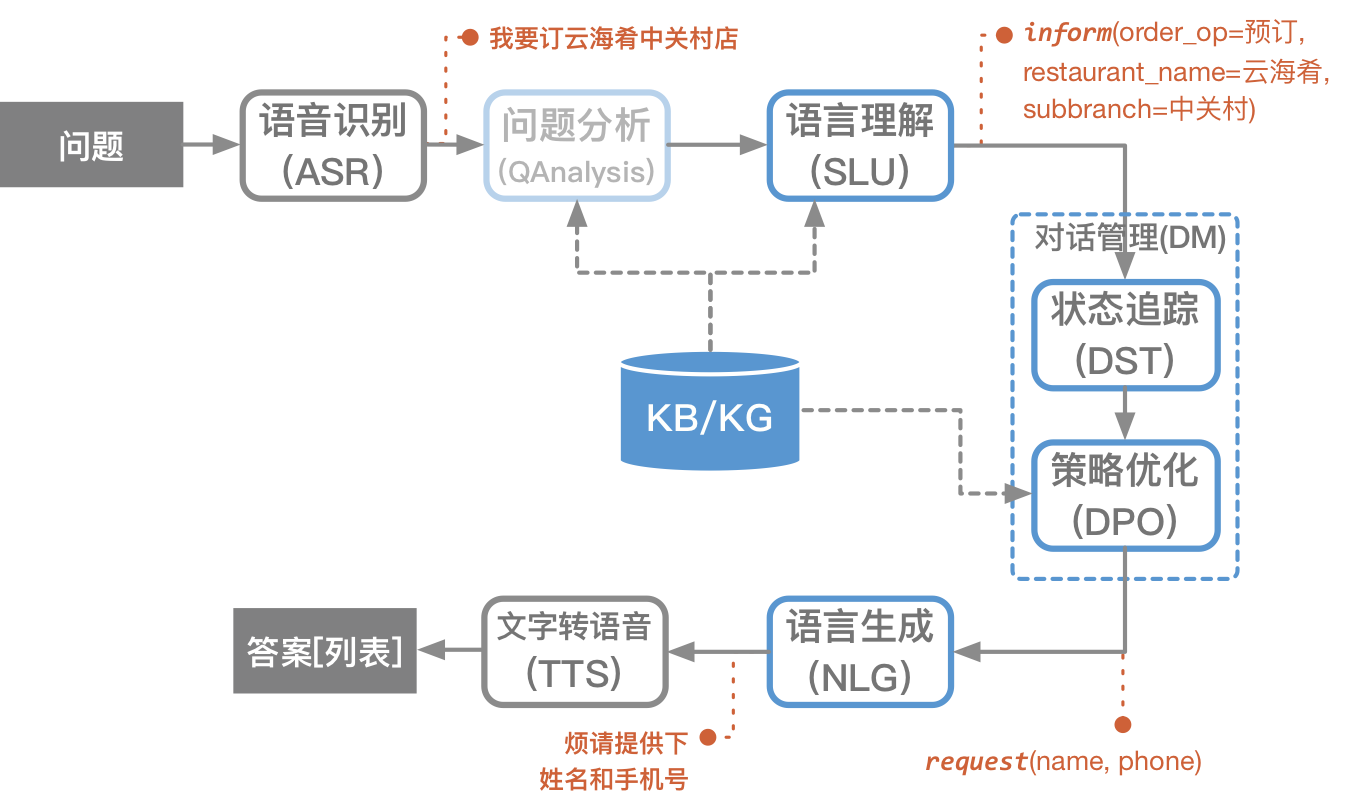 我要订云海肴中关村店
inform(order_op=预订,
restaurant_name=云海肴,
subbranch=中关村)
问题
语音识别
(ASR)
问题分析
(QAnalysis)
语言理解
(SLU)
对话管理(DM)
状态追踪
(DST)
KB/KG
策略优化
(DPO)
答案[列表]
文字转语音
(TTS)
语言生成
(NLG)
烦请提供下
姓名和手机号
request(name, phone)